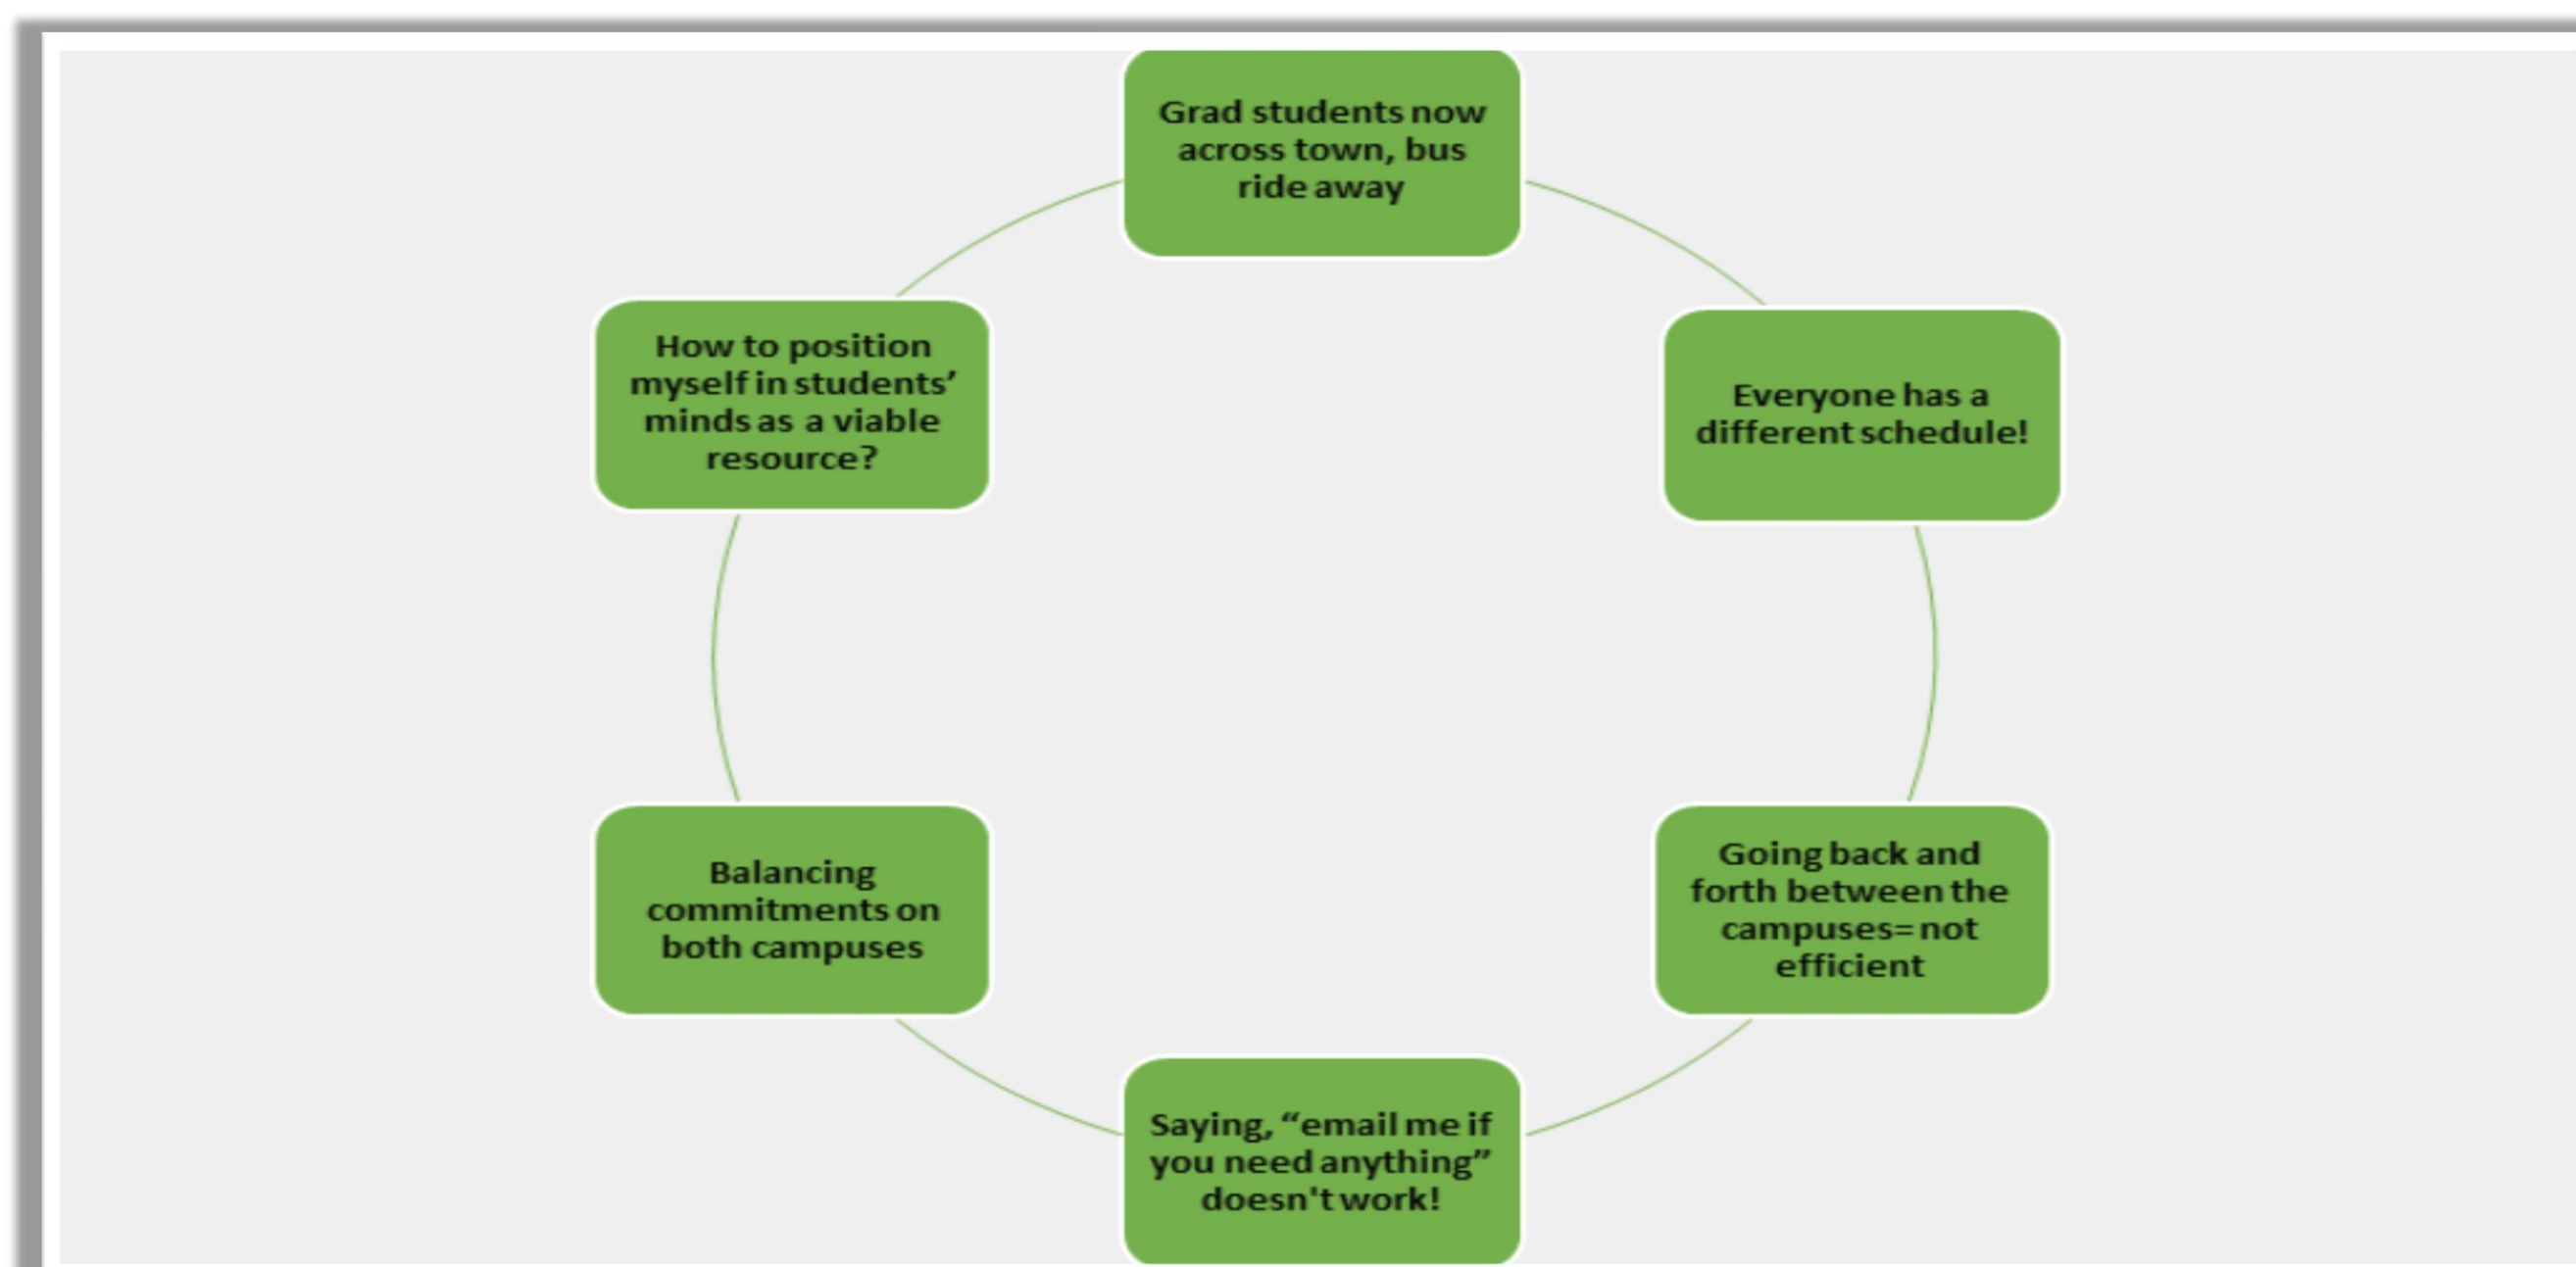 Grad students now
across town, bus
ride away
Everyone has a
different schedule!
Going back and
forth between the
campuses= not
efficient
Saying, “email me if
you need anything”
doesn't work!
Balancing
commitments on
both campuses
How to position
myself in students’
minds as a viable
resource?